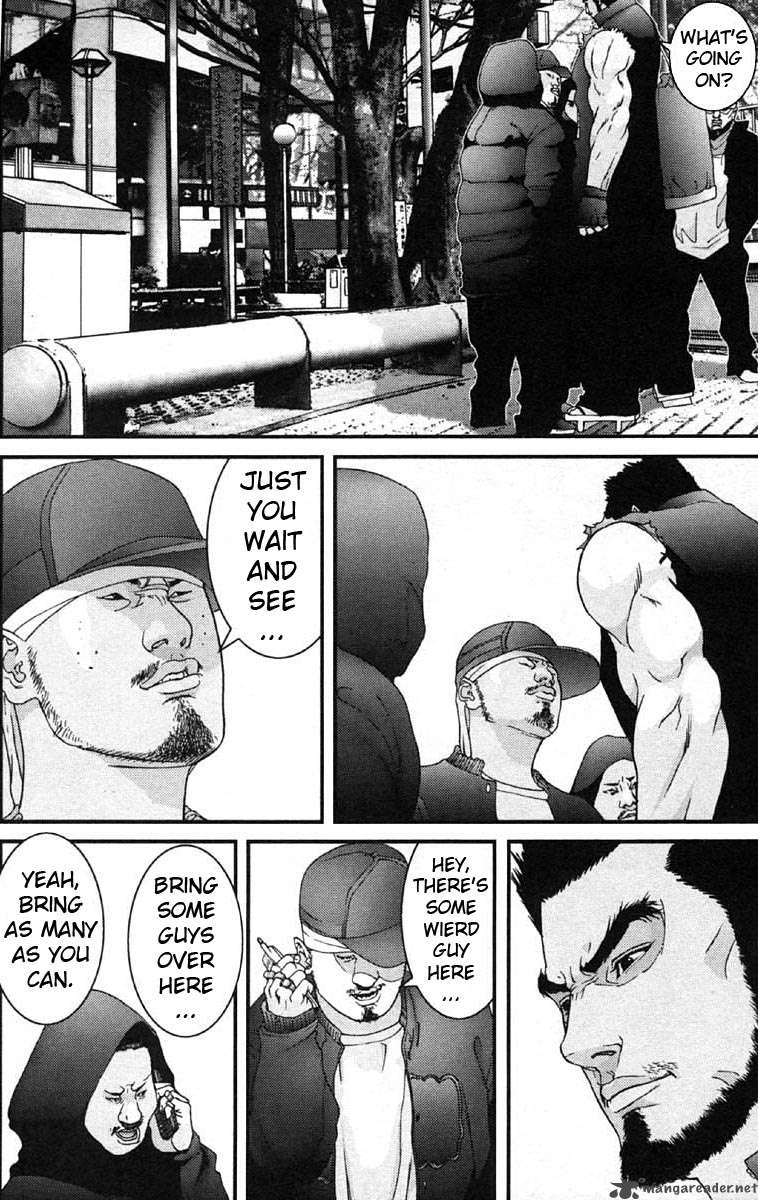 WHAT'S
GOING
ON?
JUST
YOU
WAIT
AND
SEE
...
HEY,
THERE'S
SOME
WIERD
GUY
HERE
...
BRING
SOME
GUYS
OVER
HERE
...
YEAH,
BRING
AS MANY
AS YOU
CAN.
mangareader.net